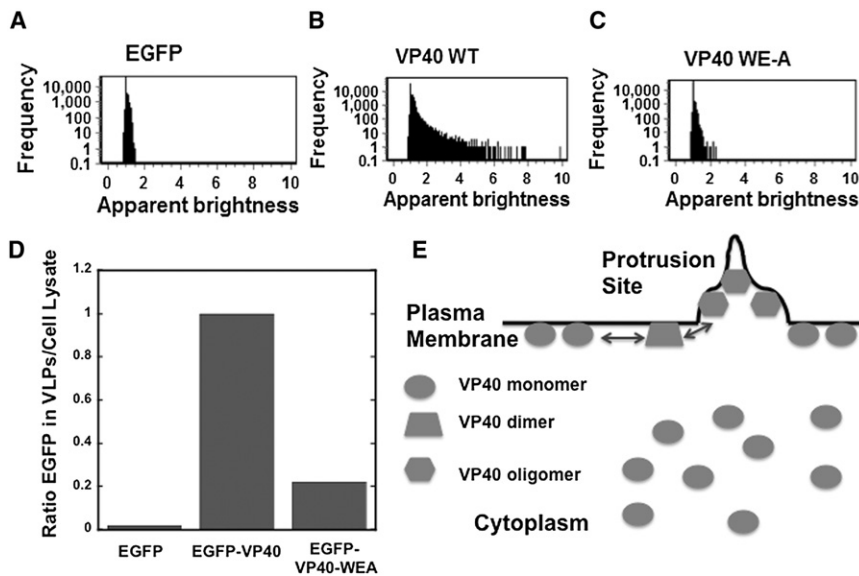 A
EGFP
Frequency
10,000
1,000
100
10
1
0.1
0 2 4 6 8 10
Apparent brightness
B
VP40 WT
Frequency
10,000
1,000
100
10
1
0.1
0 2 4 6 8 10
Apparent brightness
C
VP40 WE-A
Frequency
10,000
1,000
100
10
1
0.1
0 2 4 6 8 10
Apparent brightness
D
Ratio EGFP in VLPs/Cell Lysate
1.2
1
0.8
0.6
0.4
0.2
0
EGFP
EGFP-VP40
EGFP-
VP40-WEA
E
Protrusion
Site
Plasma
Membrane
VP40 monomer
VP40 dimer
VP40 oligomer
Cytoplasm